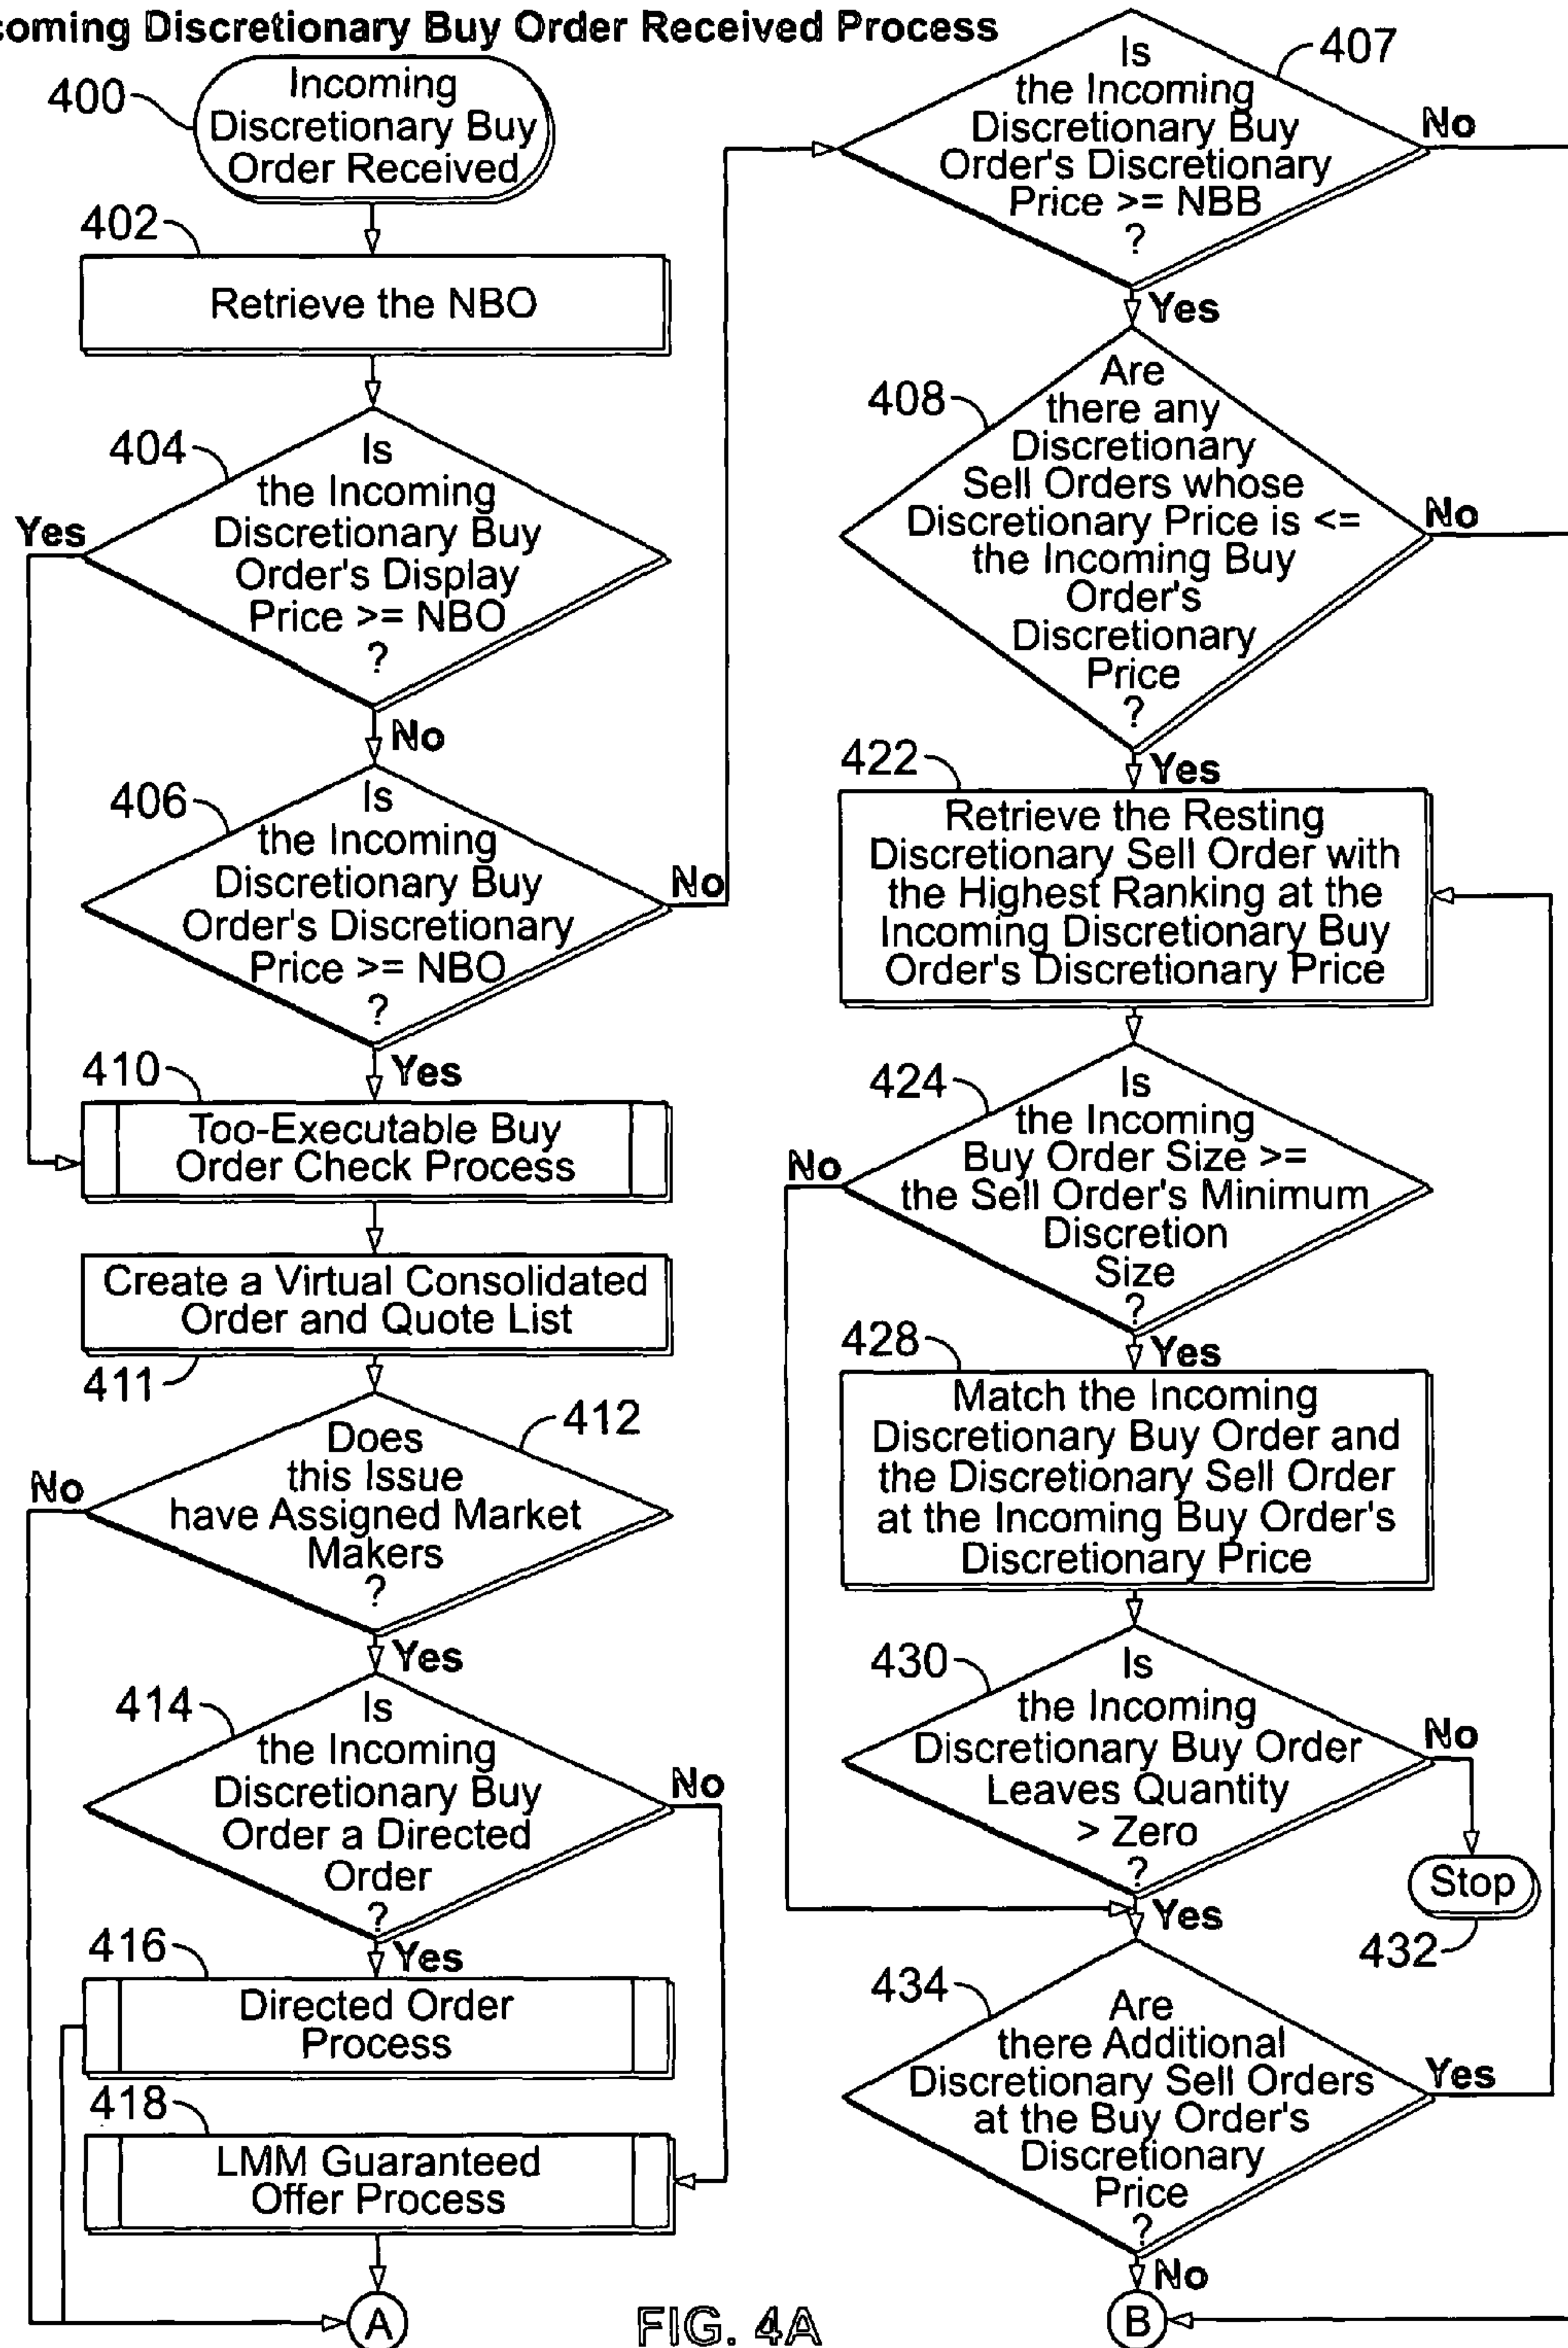 coming Discretionary Buy Order Received Process
400
Incoming
Discretionary Buy
Order Received
402
Retrieve the NBO
404
Is
the Incoming
Discretionary Buy
Order's Display
Price >= NBO
?
Yes
No
406
Is
the Incoming
Discretionary Buy
Order's Discretionary
Price >= NBO
?
No
Yes
410
Too-Executable Buy
Order Check Process
Create a Virtual Consolidated
Order and Quote List
411
412
Does
this Issue
have Assigned Market
Makers
?
No
Yes
414
Is
the Incoming
Discretionary Buy
Order a Directed
Order
?
No
Yes
416
Directed Order
Process
418
LMM Guaranteed
Offer Process
A
407
Is
the Incoming
Discretionary Buy
Order's Discretionary
Price >= NBB
?
No
Yes
408
Are
there any
Discretionary
Sell Orders whose
Discretionary Price is <=
the Incoming Buy
Order's
Discretionary
Price
?
No
Yes
422
Retrieve the Resting
Discretionary Sell Order with
the Highest Ranking at the
Incoming Discretionary Buy
Order's Discretionary Price
424
Is
the Incoming
Buy Order Size >=
the Sell Order's Minimum
Discretion
Size
?
No
Yes
428
Match the Incoming
Discretionary Buy Order and
the Discretionary Sell Order
at the Incoming Buy Order's
Discretionary Price
430
Is
the Incoming
Discretionary Buy Order
Leaves Quantity
> Zero
?
No
Yes
Stop
432
434
Are
there Additional
Discretionary Sell Orders
at the Buy Order's
Discretionary
Price
?
Yes
No
B
FIG. 4A